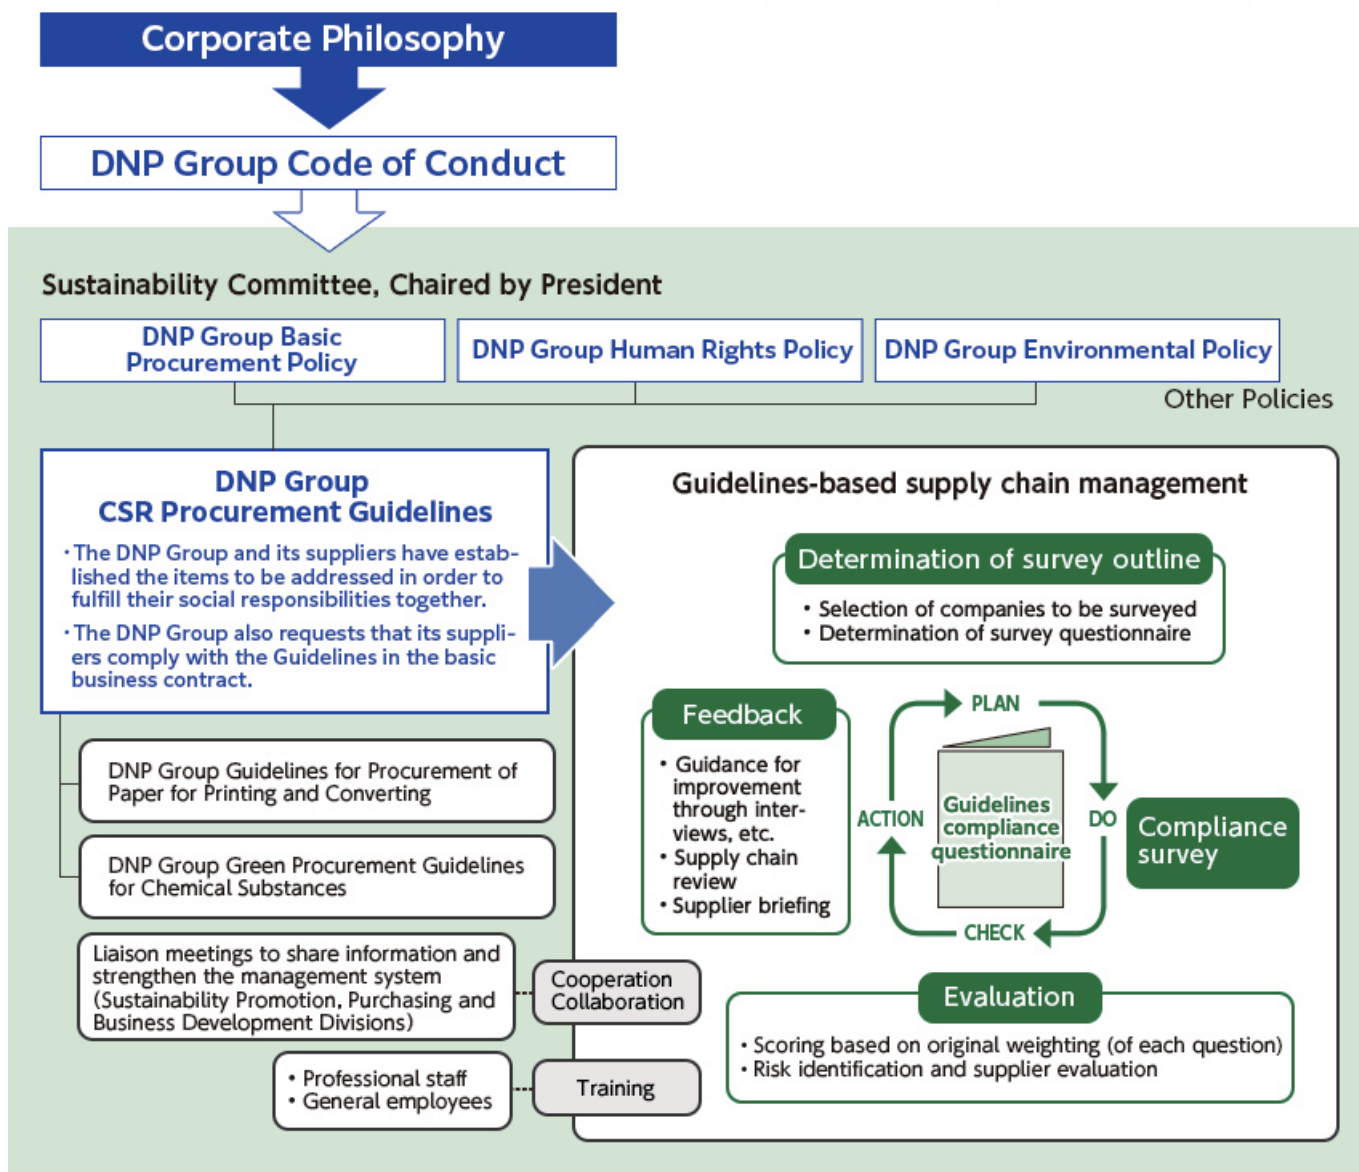 Corporate Philosophy
DNP Group Code of Conduct
Sustainability Committee, Chaired by President
DNP Group Basic
Procurement Policy
DNP Group Human Rights Policy
DNP Group Environmental Policy
Other Policies
DNP Group
CSR Procurement Guidelines
・The DNP Group and its suppliers have estab-
lished the items to be addressed in order to
fulfill their social responsibilities together.
・The DNP Group also requests that its suppli-
ers comply with the Guidelines in the basic
business contract.
DNP Group Guidelines for Procurement of
Paper for Printing and Converting
DNP Group Green Procurement Guidelines
for Chemical Substances
Liaison meetings to share information and
strengthen the management system
(Sustainability Promotion, Purchasing and
Business Development Divisions)
Cooperation
Collaboration
• Professional staff
• General employees
Training
Guidelines-based supply chain management
Determination of survey outline
• Selection of companies to be surveyed
• Determination of survey questionnaire
Feedback
• Guidance for
improvement
through inter-
views, etc.
• Supply chain
review
• Supplier briefing
PLAN
ACTION
Guidelines
compliance
questionnaire
DO
CHECK
Compliance
survey
Evaluation
• Scoring based on original weighting (of each question)
• Risk identification and supplier evaluation